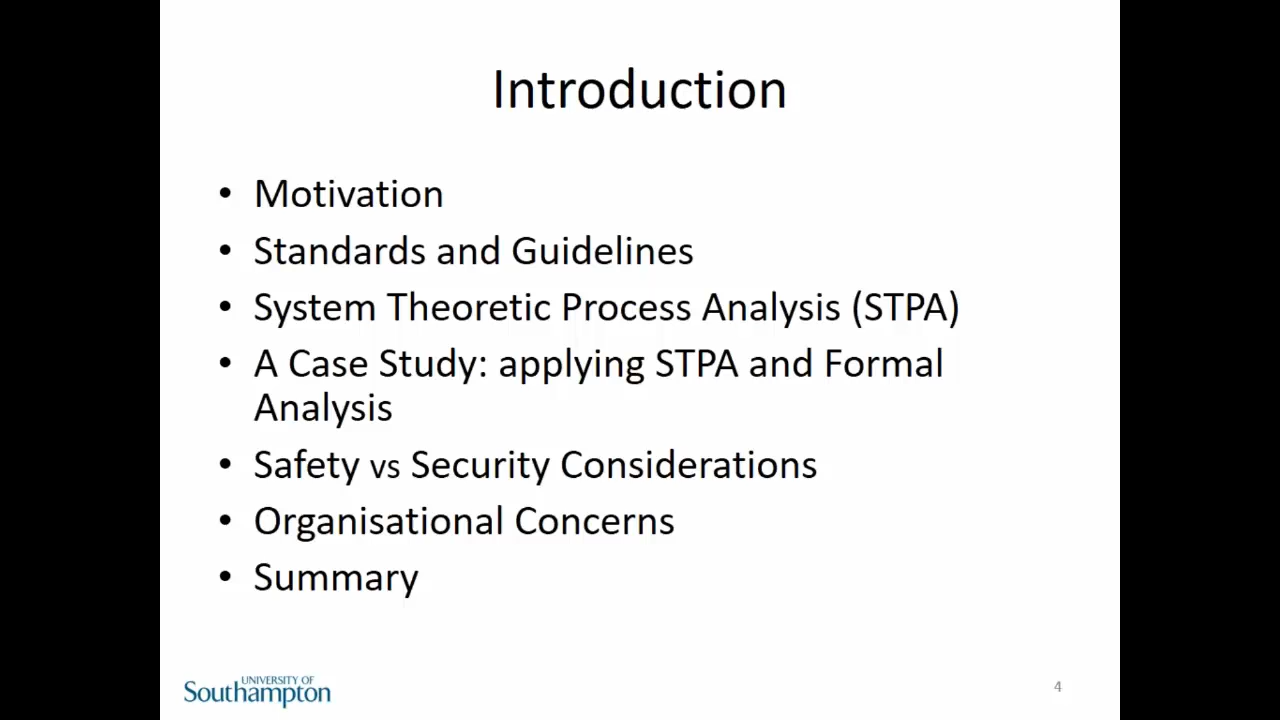 Introduction
• Motivation
• Standards and Guidelines
• System Theoretic Process Analysis (STPA)
• A Case Study: applying STPA and Formal
Analysis
• Safety vs Security Considerations
• Organisational Concerns
• Summary
UNIVERSITY OF
Southampton
4